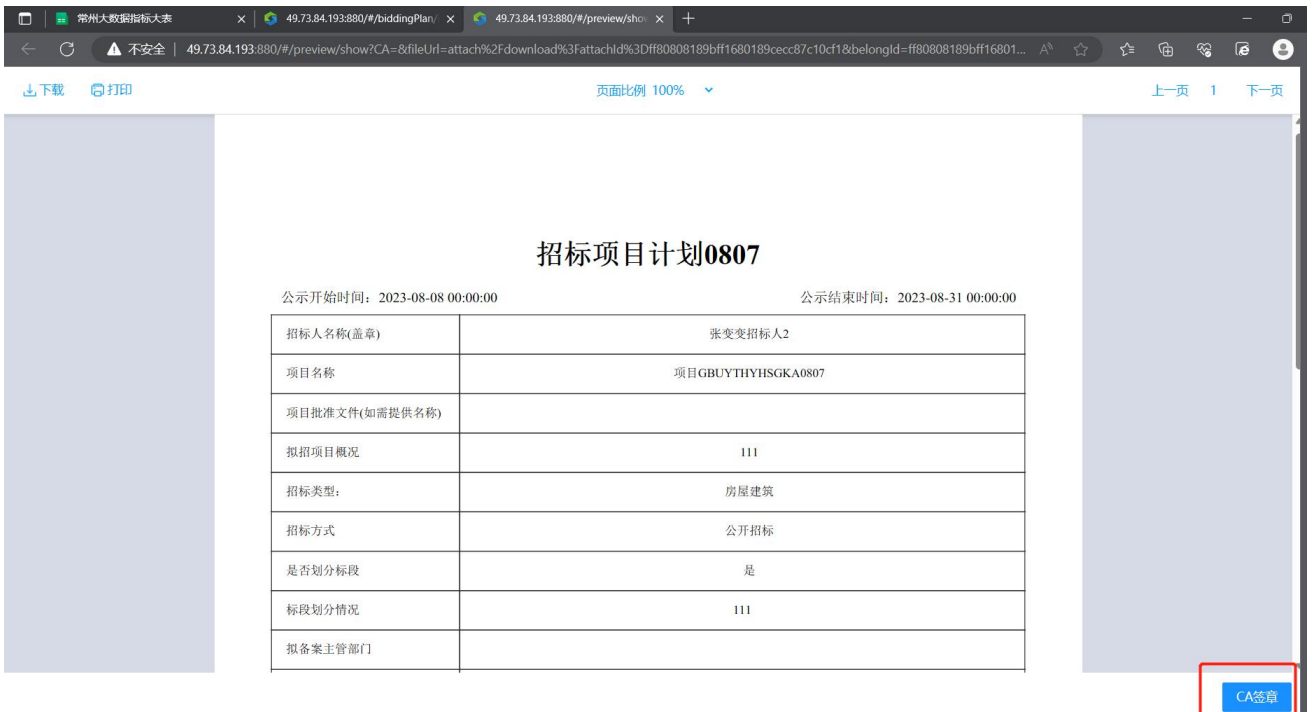 常州大数据指标大表
49.73.84.193:880/#/biddingPlan/
49.73.84.193:880/#/preview/show
不安全 49.73.84.193:880/#/preview/show?CA=&fileUrl=attach%2Fdownload%3FattachId%3Dff80808189bff1680189cecc87c10cf1&belongId=ff80808189bff16801...
下载 打印 页面比例 100% 上一页 1 下一页
招标项目计划0807
公示开始时间：2023-08-08 00:00:00 公示结束时间：2023-08-31 00:00:00
招标人名称(盖章) 张变变招标人2
项目名称 项目GBUYTHYHSGKA0807
项目批准文件(如需提供名称)
拟招项目概况 111
招标类型： 房屋建筑
招标方式 公开招标
是否划分标段 是
标段划分情况 111
拟备案主管部门
CA签章